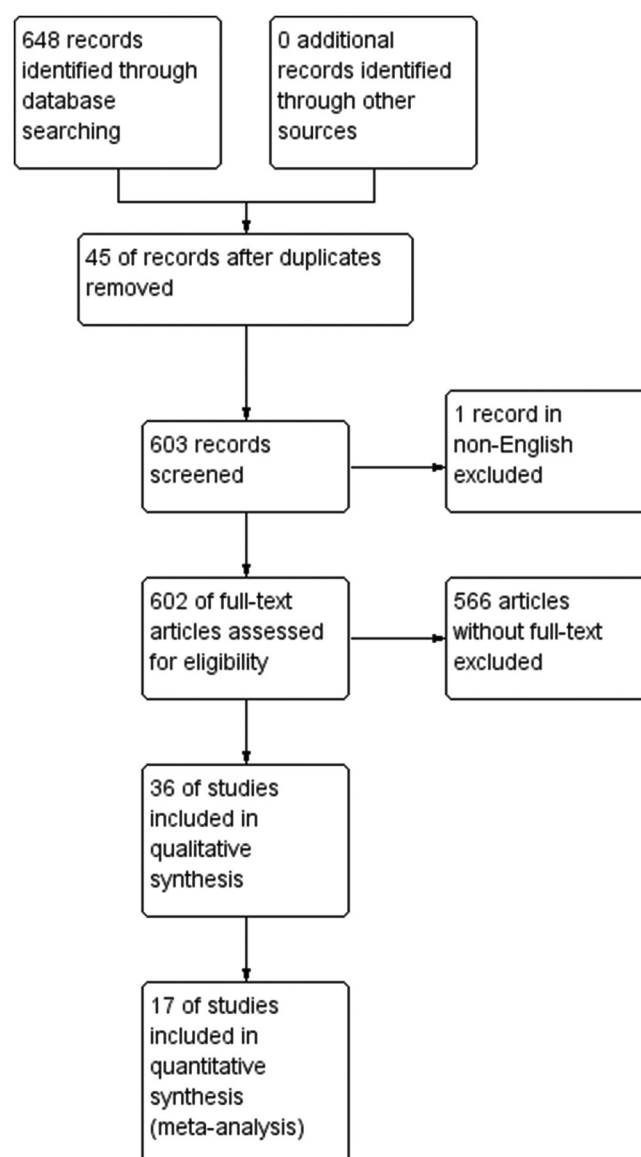 648 records
identified through
database
searching
0 additional
records identified
through other
sources
45 of records after duplicates
removed
603 records
screened
1 record in
non-English
excluded
602 of full-text
articles assessed
for eligibility
566 articles
without full-text
excluded
36 of studies
included in
qualitative
synthesis
17 of studies
included in
quantitative
synthesis
(meta-analysis)